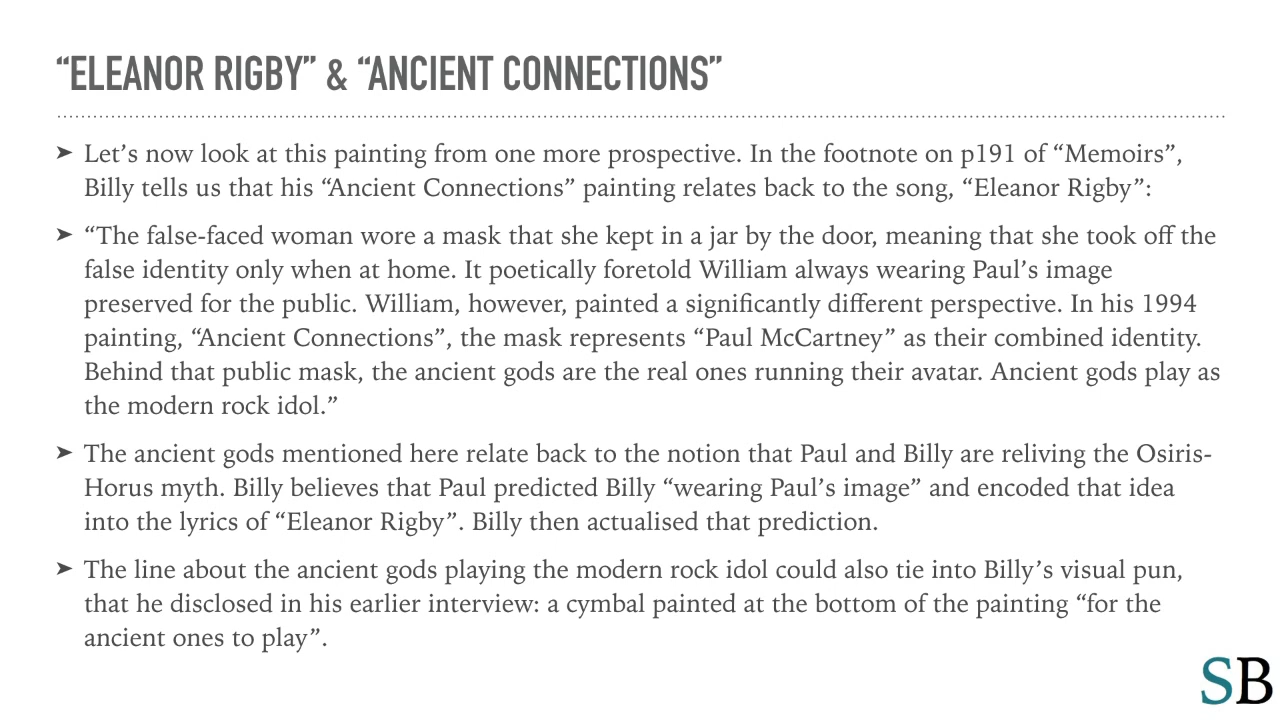 “ELEANOR RIGBY” & “ANCIENT CONNECTIONS”
➤ Let’s now look at this painting from one more prospective. In the footnote on p191 of “Memoirs”,
Billy tells us that his “Ancient Connections” painting relates back to the song, “Eleanor Rigby”:
➤ “The false-faced woman wore a mask that she kept in a jar by the door, meaning that she took off the
false identity only when at home. It poetically foretold William always wearing Paul’s image
preserved for the public. William, however, painted a significantly different perspective. In his 1994
painting, “Ancient Connections”, the mask represents “Paul McCartney” as their combined identity.
Behind that public mask, the ancient gods are the real ones running their avatar. Ancient gods play as
the modern rock idol.”
➤ The ancient gods mentioned here relate back to the notion that Paul and Billy are reliving the Osiris-
Horus myth. Billy believes that Paul predicted Billy “wearing Paul’s image” and encoded that idea
into the lyrics of “Eleanor Rigby”. Billy then actualised that prediction.
➤ The line about the ancient gods playing the modern rock idol could also tie into Billy’s visual pun,
that he disclosed in his earlier interview: a cymbal painted at the bottom of the painting “for the
ancient ones to play”.
SB